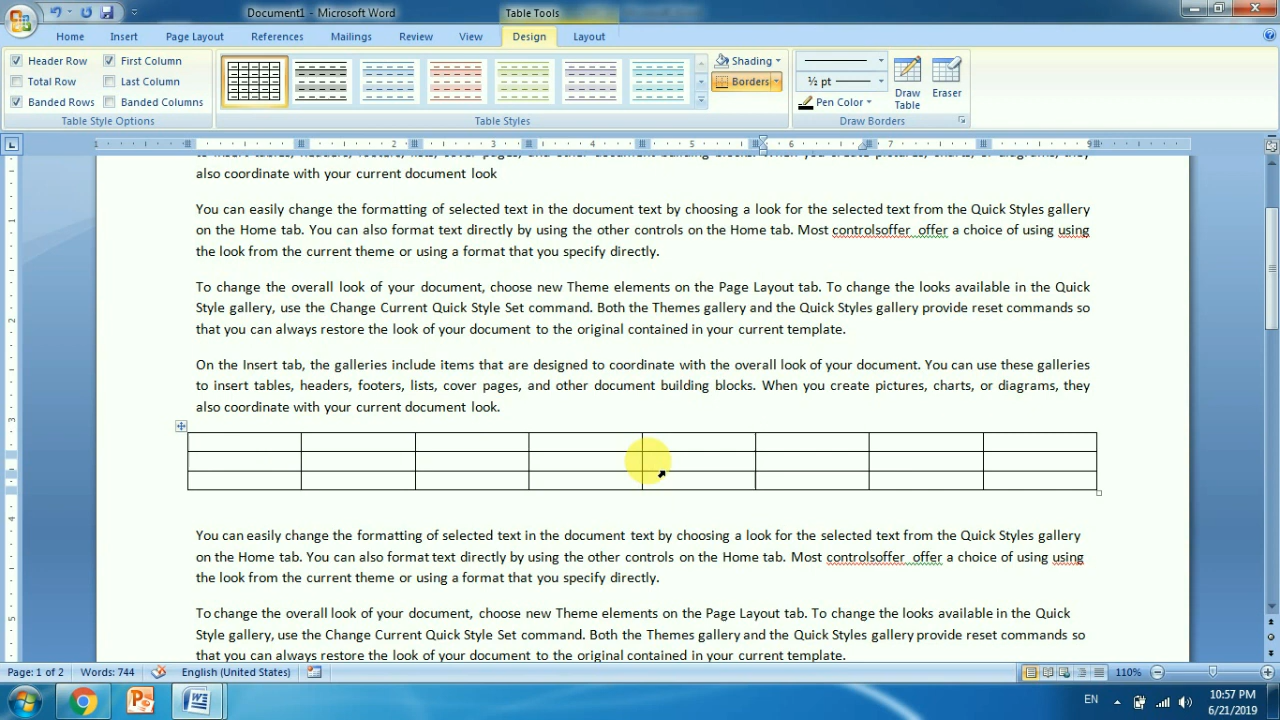 Document1 - Microsoft Word
Table Tools
Home Insert Page Layout References Mailings Review View Design Layout
Header Row First Column
Total Row Last Column
Banded Rows Banded Columns
Table Style Options
Table Styles
Shading
Borders
½ pt
Pen Color
Draw Table
Eraser
Draw Borders
1 1 2 3 4 5 6 7 9
also coordinate with your current document look
You can easily change the formatting of selected text in the document text by choosing a look for the selected text from the Quick Styles gallery
on the Home tab. You can also format text directly by using the other controls on the Home tab. Most controlsoffer offer a choice of using using
the look from the current theme or using a format that you specify directly.
To change the overall look of your document, choose new Theme elements on the Page Layout tab. To change the looks available in the Quick
Style gallery, use the Change Current Quick Style Set command. Both the Themes gallery and the Quick Styles gallery provide reset commands so
that you can always restore the look of your document to the original contained in your current template.
On the Insert tab, the galleries include items that are designed to coordinate with the overall look of your document. You can use these galleries
to insert tables, headers, footers, lists, cover pages, and other document building blocks. When you create pictures, charts, or diagrams, they
also coordinate with your current document look.
You can easily change the formatting of selected text in the document text by choosing a look for the selected text from the Quick Styles gallery
on the Home tab. You can also format text directly by using the other controls on the Home tab. Most controlsoffer offer a choice of using using
the look from the current theme or using a format that you specify directly.
To change the overall look of your document, choose new Theme elements on the Page Layout tab. To change the looks available in the Quick
Style gallery, use the Change Current Quick Style Set command. Both the Themes gallery and the Quick Styles gallery provide reset commands so
that you can always restore the look of your document to the original contained in your current template.
Page: 1 of 2 Words: 744 English (United States) 110%
EN
10:57 PM
6/21/2019